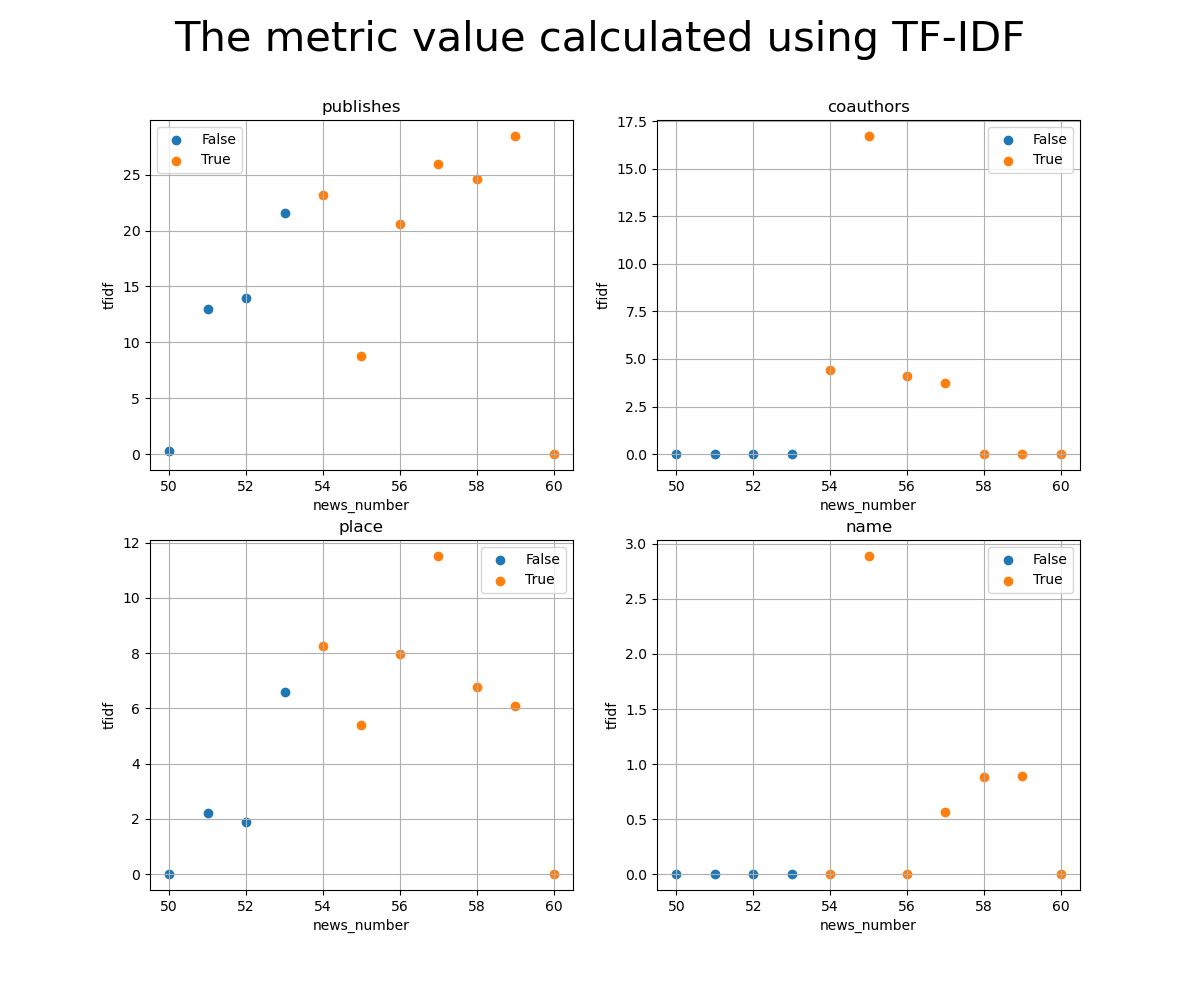 The metric value calculated using TF-IDF
publishes
False
True
tfidf
25
20
15
10
5
0
50 52 54 56 58 60
news_number
coauthors
False
True
tfidf
17.5
15.0
12.5
10.0
7.5
5.0
2.5
0.0
50 52 54 56 58 60
news_number
place
False
True
tfidf
12
10
8
6
4
2
0
50 52 54 56 58 60
news_number
name
False
True
tfidf
3.0
2.5
2.0
1.5
1.0
0.5
0.0
50 52 54 56 58 60
news_number